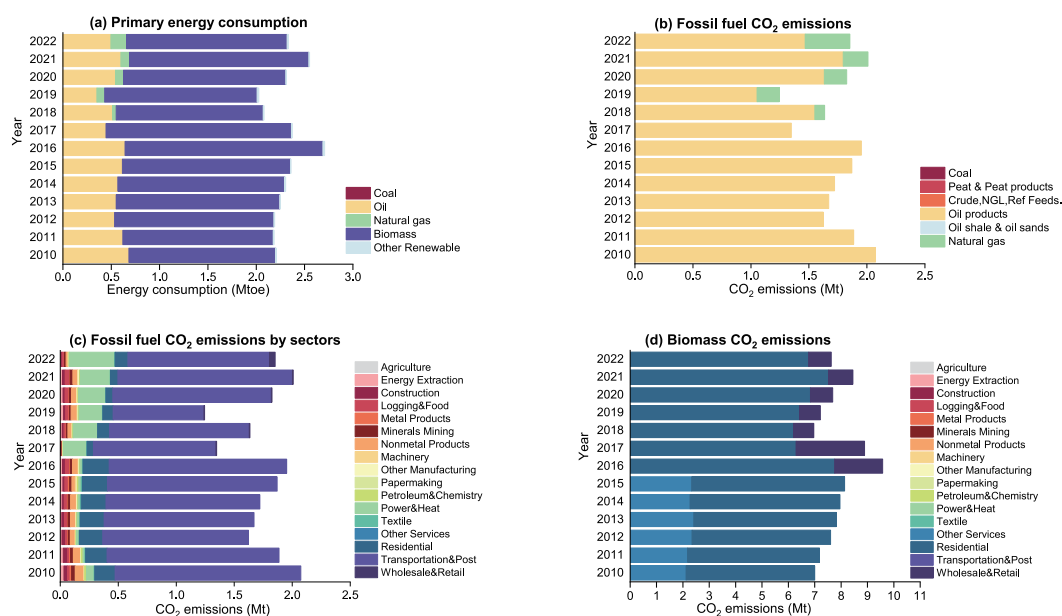 (a) Primary energy consumption
Year
2022
2021
2020
2019
2018
2017
2016
2015
2014
2013
2012
2011
2010
0.0 0.5 1.0 1.5 2.0 2.5 3.0
Energy consumption (Mtoe)
Coal
Oil
Natural gas
Biomass
Other Renewable
(b) Fossil fuel CO₂ emissions
Year
2022
2021
2020
2019
2018
2017
2016
2015
2014
2013
2012
2011
2010
0.0 0.5 1.0 1.5 2.0 2.5
CO₂ emissions (Mt)
Coal
Peat & Peat products
Crude,NGL,Ref Feeds.
Oil products
Oil shale & oil sands
Natural gas
(c) Fossil fuel CO₂ emissions by sectors
Year
2022
2021
2020
2019
2018
2017
2016
2015
2014
2013
2012
2011
2010
0.0 0.5 1.0 1.5 2.0 2.5
CO₂ emissions (Mt)
Agriculture
Energy Extraction
Construction
Logging&Food
Metal Products
Minerals Mining
Nonmetal Products
Machinery
Other Manufacturing
Papermaking
Petroleum&Chemistry
Power&Heat
Textile
Other Services
Residential
Transportation&Post
Wholesale&Retail
(d) Biomass CO₂ emissions
Year
2022
2021
2020
2019
2018
2017
2016
2015
2014
2013
2012
2011
2010
0 1 2 3 4 5 6 7 8 9 10 11
CO₂ emissions (Mt)
Agriculture
Energy Extraction
Construction
Logging&Food
Metal Products
Minerals Mining
Nonmetal Products
Machinery
Other Manufacturing
Papermaking
Petroleum&Chemistry
Power&Heat
Textile
Other Services
Residential
Transportation&Post
Wholesale&Retail